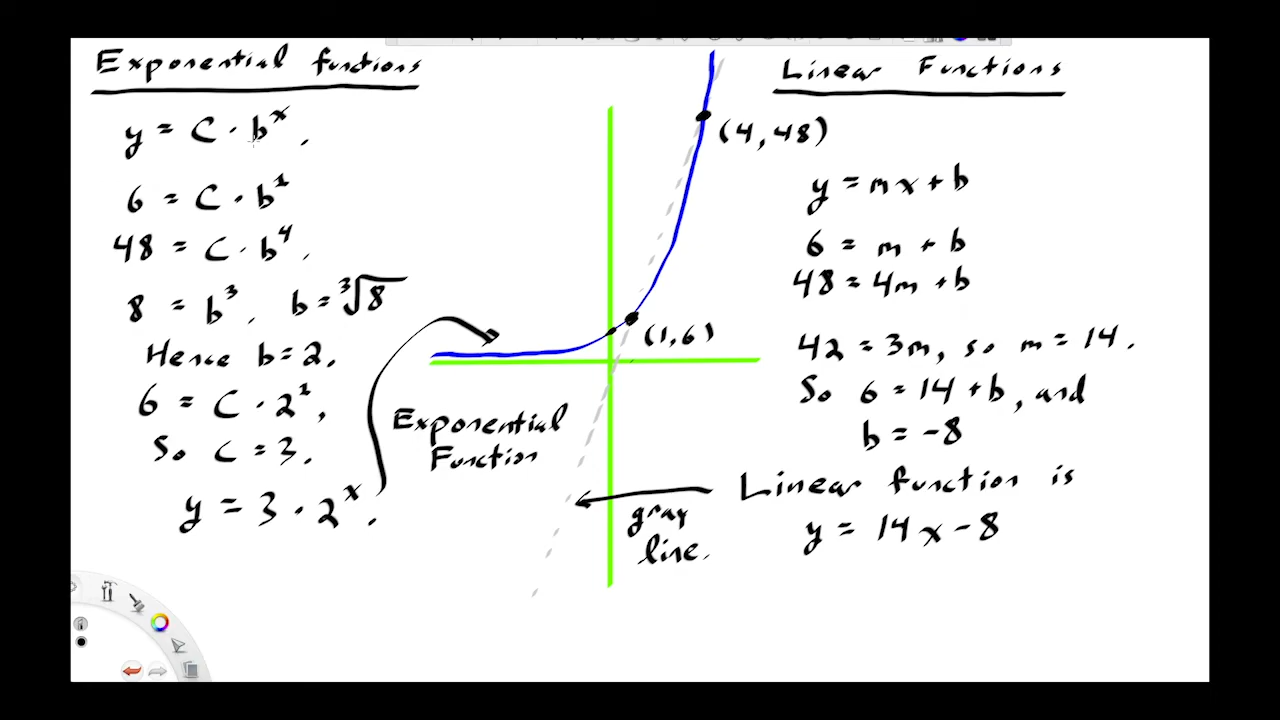 Exponential functions
y = C · b^x.
6 = C · b^1
48 = C · b^4.
8 = b^3, b = ∛8
Hence b = 2.
6 = C · 2^1,
So C = 3.
y = 3 · 2^x.
(4, 48)
(1, 6)
Exponential
Function
gray
line.
Linear Functions
y = mx + b
6 = m + b
48 = 4m + b
42 = 3m, so m = 14.
So 6 = 14 + b, and
b = -8
Linear function is
y = 14x - 8